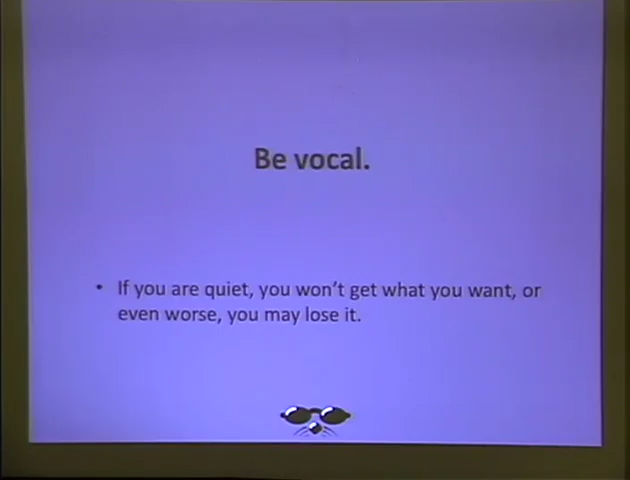 Be vocal.
• If you are quiet, you won't get what you want, or
even worse, you may lose it.